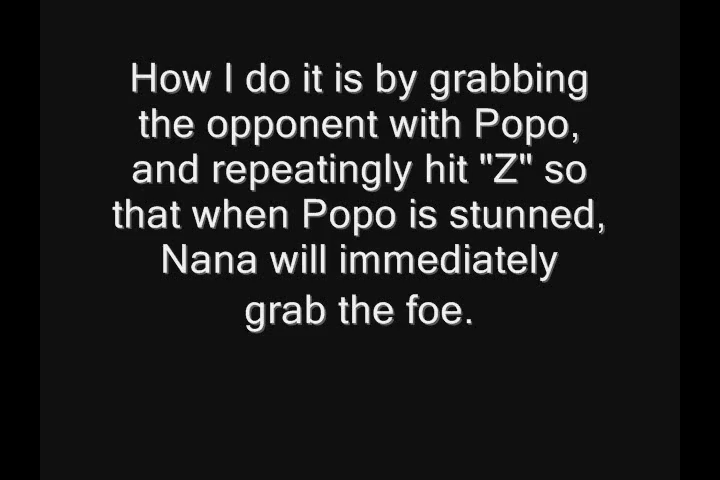 How I do it is by grabbing
the opponent with Popo,
and repeatingly hit "Z" so
that when Popo is stunned,
Nana will immediately
grab the foe.